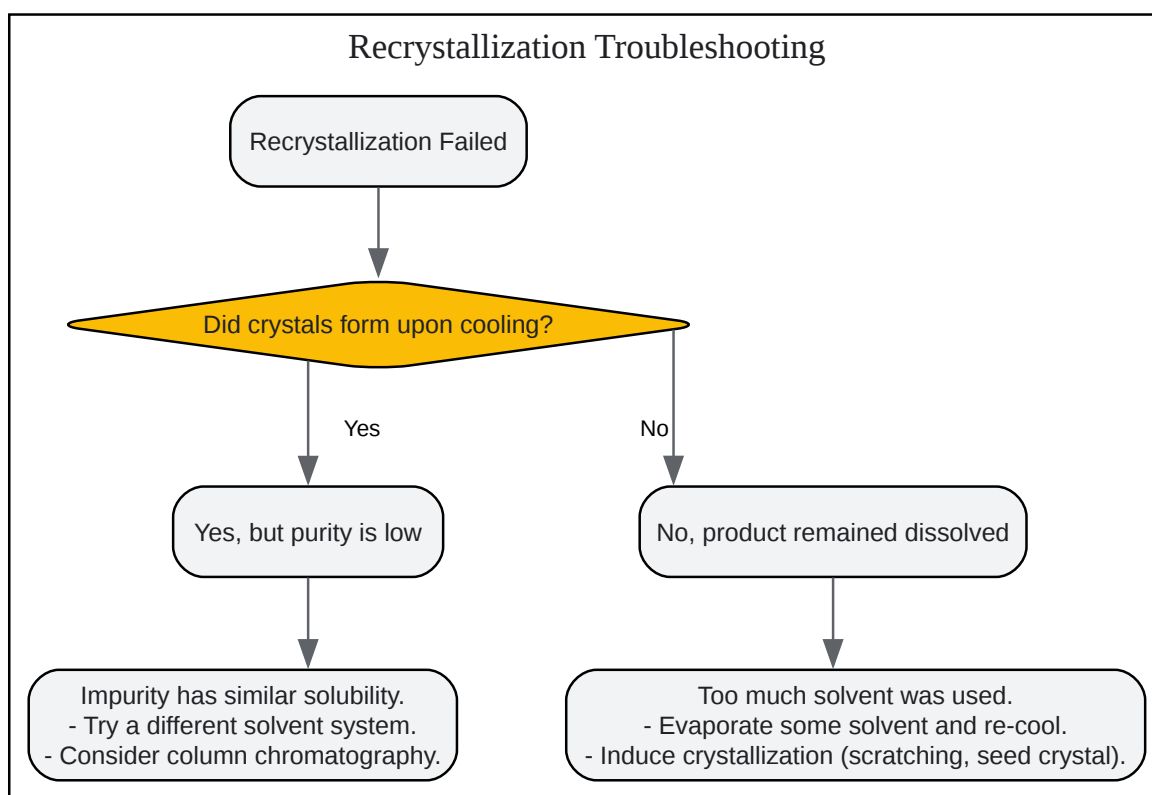 Recrystallization Troubleshooting
Recrystallization Failed
Did crystals form upon cooling?
Yes
No
Yes, but purity is low
No, product remained dissolved
Impurity has similar solubility.
- Try a different solvent system.
- Consider column chromatography.
Too much solvent was used.
- Evaporate some solvent and re-cool.
- Induce crystallization (scratching, seed crystal).